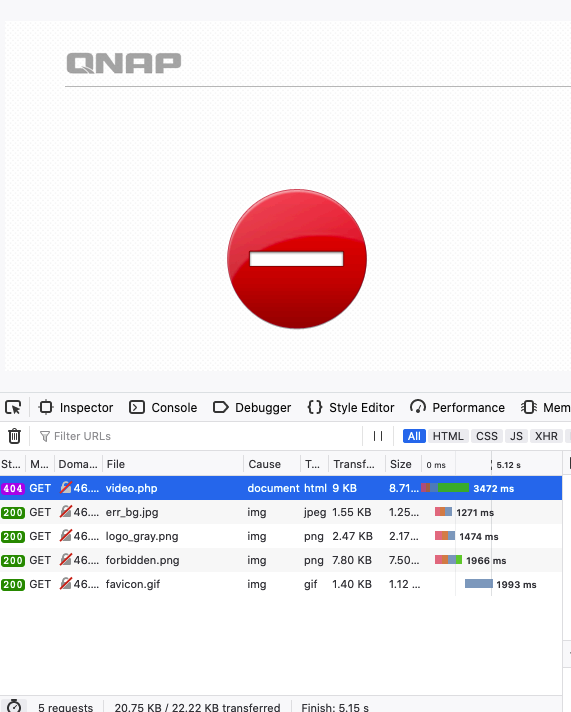 QNAP
Inspector Console Debugger Style Editor Performance Mem
Filter URLs All HTML CSS JS XHR
St... M... Doma... File Cause T... Transf... Size 0 ms 5.12 s
404 GET 46.... video.php document html 9 KB 8.71... 3472 ms
200 GET 46.... err_bg.jpg img jpeg 1.55 KB 1.25... 1271 ms
200 GET 46.... logo_gray.png img png 2.47 KB 2.17... 1474 ms
200 GET 46.... forbidden.png img png 7.80 KB 7.50... 1966 ms
200 GET 46.... favicon.gif img gif 1.40 KB 1.12 ... 1993 ms
5 requests 20.75 KB / 22.22 KB transferred Finish: 5.15 s